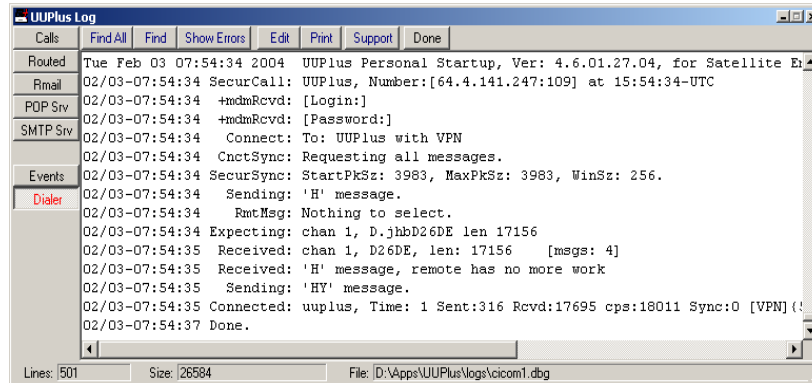 UUPlus Log
Calls Find All Find Show Errors Edit Print Support Done
Routed
Rmail
POP Srv
SMTP Srv
Events
Dialer
Tue Feb 03 07:54:34 2004  UUPlus Personal Startup, Ver: 4.6.01.27.04, for Satellite
02/03-07:54:34 SecurCall: UUPlus, Number:[64.4.141.247:109] at 15:54:34-UTC
02/03-07:54:34  +mdmRcvd: [Login:]
02/03-07:54:34  +mdmRcvd: [Password:]
02/03-07:54:34   Connect: To: UUPlus with VPN
02/03-07:54:34  CnctSync: Requesting all messages.
02/03-07:54:34 SecurSync: StartPkSz: 3983, MaxPkSz: 3983, WinSz: 256.
02/03-07:54:34   Sending: 'H' message.
02/03-07:54:34    RmtMsg: Nothing to select.
02/03-07:54:34 Expecting: chan 1, D.jhbD26DE len 17156
02/03-07:54:35  Received: chan 1, D26DE, len: 17156    [msgs: 4]
02/03-07:54:35  Received: 'H' message, remote has no more work
02/03-07:54:35   Sending: 'HY' message.
02/03-07:54:35 Connected: uuplus, Time: 1 Sent:316 Rcvd:17695 cps:18011 Sync:0 [VPN]
02/03-07:54:37 Done.
Lines: 501 Size: 26584 File: D:\Apps\UUPlus\logs\cicom1.dbg